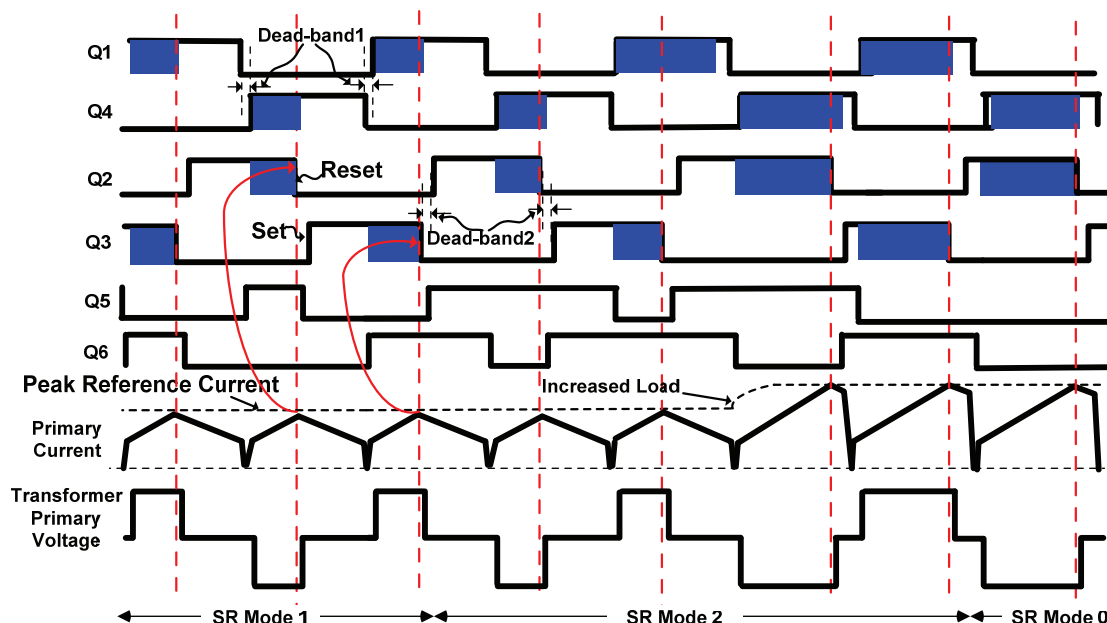 Dead-band1
Q1
Q4
Q2
Reset
Q3
Set
Dead-band2
Q5
Q6
Peak Reference Current
Increased Load
Primary
Current
Transformer
Primary
Voltage
SR Mode 1
SR Mode 2
SR Mode 0